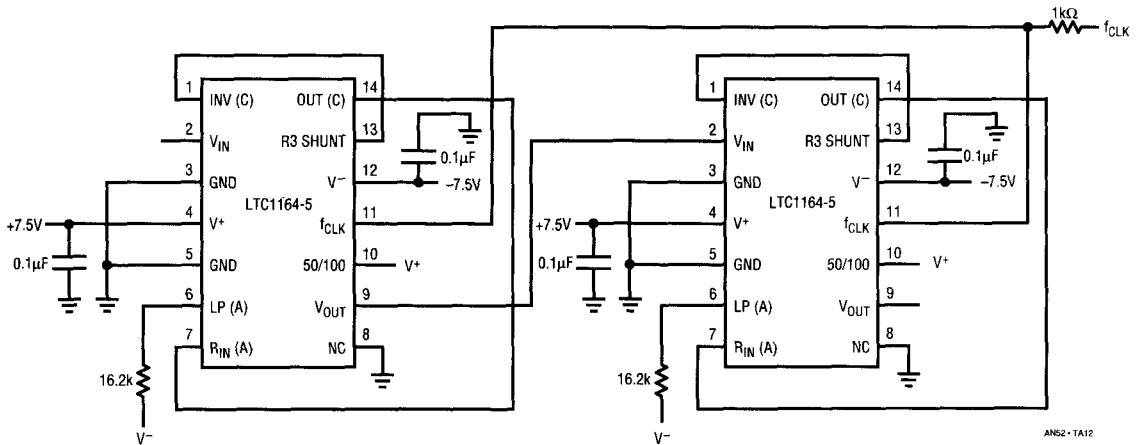 1kΩ
fCLK
1
INV (C)
OUT (C)
14
2
VIN
R3 SHUNT
13
0.1µF
3
GND
V−
12
−7.5V
LTC1164-5
+7.5V
4
V+
fCLK
11
0.1µF
5
GND
50/100
10
V+
6
LP (A)
VOUT
9
7
RIN (A)
NC
8
16.2k
V−
1
INV (C)
OUT (C)
14
2
VIN
R3 SHUNT
13
0.1µF
3
GND
V−
12
−7.5V
LTC1164-5
+7.5V
4
V+
fCLK
11
0.1µF
5
GND
50/100
10
V+
6
LP (A)
VOUT
9
7
RIN (A)
NC
8
16.2k
V−
AN52 • TA12